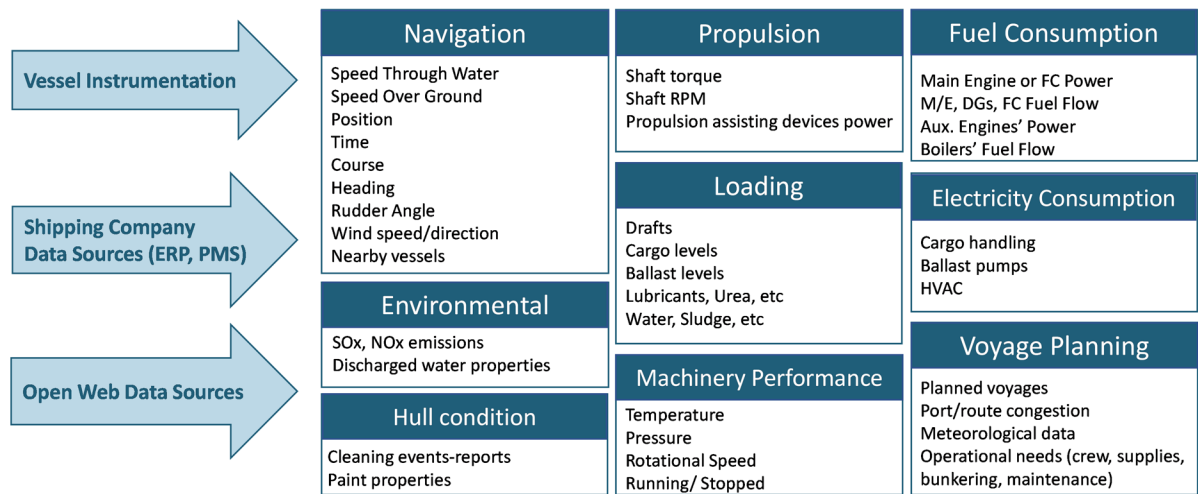 Vessel Instrumentation
Shipping Company
Data Sources (ERP, PMS)
Open Web Data Sources
Navigation
Speed Through Water
Speed Over Ground
Position
Time
Course
Heading
Rudder Angle
Wind speed/direction
Nearby vessels
Environmental
SOx, NOx emissions
Discharged water properties
Hull condition
Cleaning events-reports
Paint properties
Propulsion
Shaft torque
Shaft RPM
Propulsion assisting devices power
Loading
Drafts
Cargo levels
Ballast levels
Lubricants, Urea, etc
Water, Sludge, etc
Machinery Performance
Temperature
Pressure
Rotational Speed
Running/ Stopped
Fuel Consumption
Main Engine or FC Power
M/E, DGs, FC Fuel Flow
Aux. Engines’ Power
Boilers’ Fuel Flow
Electricity Consumption
Cargo handling
Ballast pumps
HVAC
Voyage Planning
Planned voyages
Port/route congestion
Meteorological data
Operational needs (crew, supplies,
bunkering, maintenance)